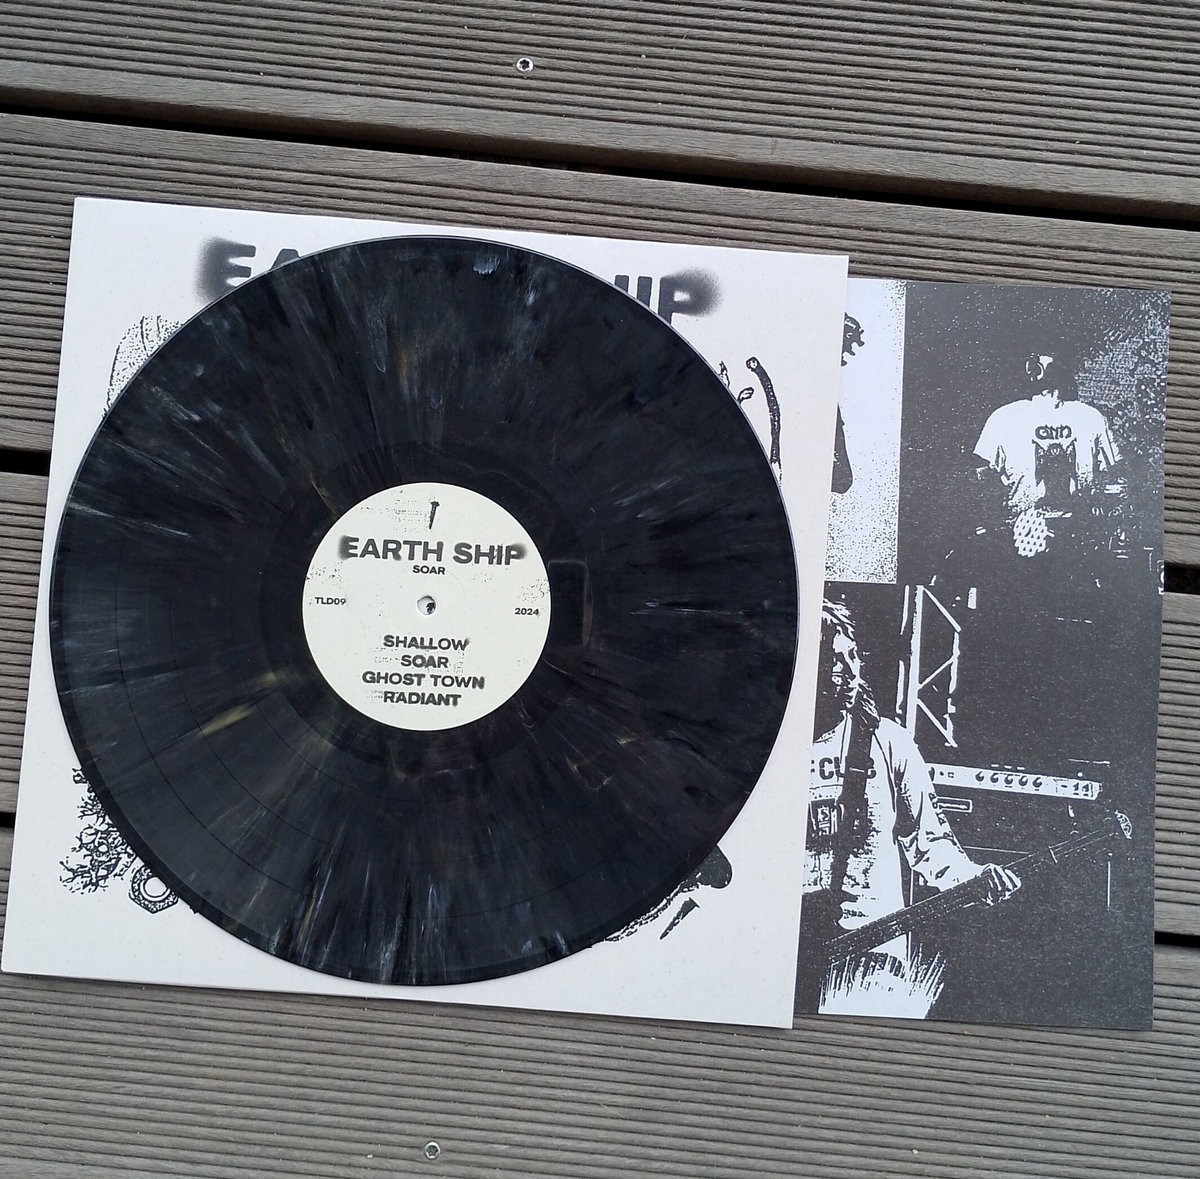 EARTH SHIP
SOAR
TLD09
2024
SHALLOW
SOAR
GHOST TOWN
RADIANT